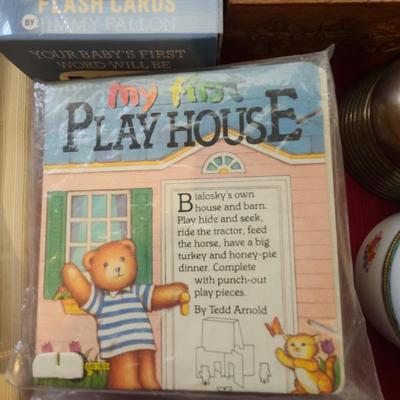 FLASH CARDS
BY JIMMY FALLON
YOUR BABY'S FIRST
WORD WILL BE
my first
PLAY HOUSE
Bialosky's own
house and barn.
Play hide and seek,
ride the tractor, feed
the horse, have a big
turkey and honey-pie
dinner. Complete
with punch-out
play pieces.
By Tedd Arnold